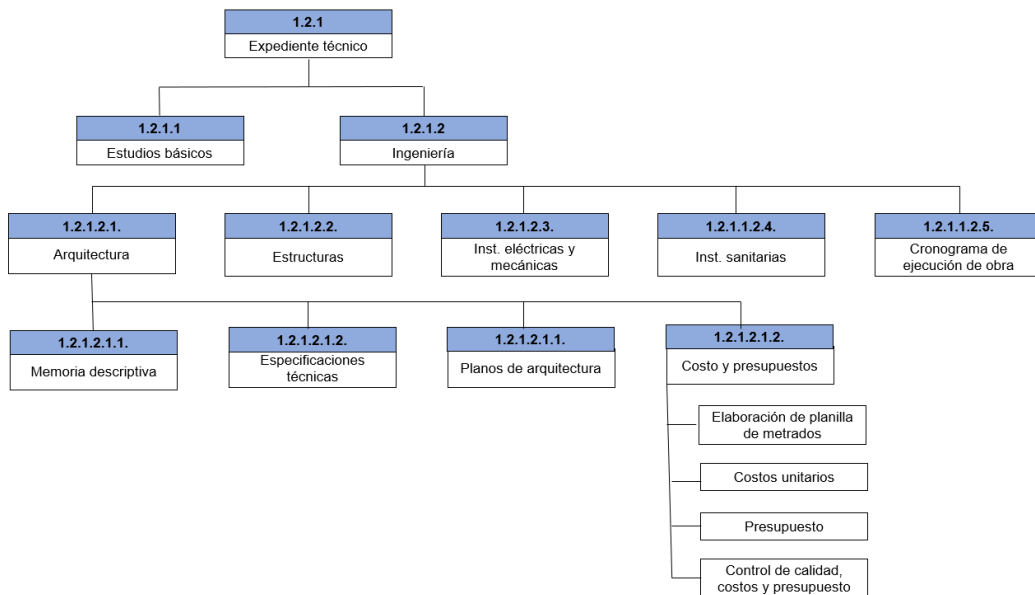 1.2.1
Expediente técnico
1.2.1.1
Estudios básicos
1.2.1.2
Ingeniería
1.2.1.2.1.
Arquitectura
1.2.1.2.2.
Estructuras
1.2.1.2.3.
Inst. eléctricas y
mecánicas
1.2.1.1.2.4.
Inst. sanitarias
1.2.1.1.2.5.
Cronograma de
ejecución de obra
1.2.1.2.1.1.
Memoria descriptiva
1.2.1.2.1.2.
Especificaciones
técnicas
1.2.1.2.1.1.
Planos de arquitectura
1.2.1.2.1.2.
Costo y presupuestos
Elaboración de planilla
de metrados
Costos unitarios
Presupuesto
Control de calidad,
costos y presupuesto